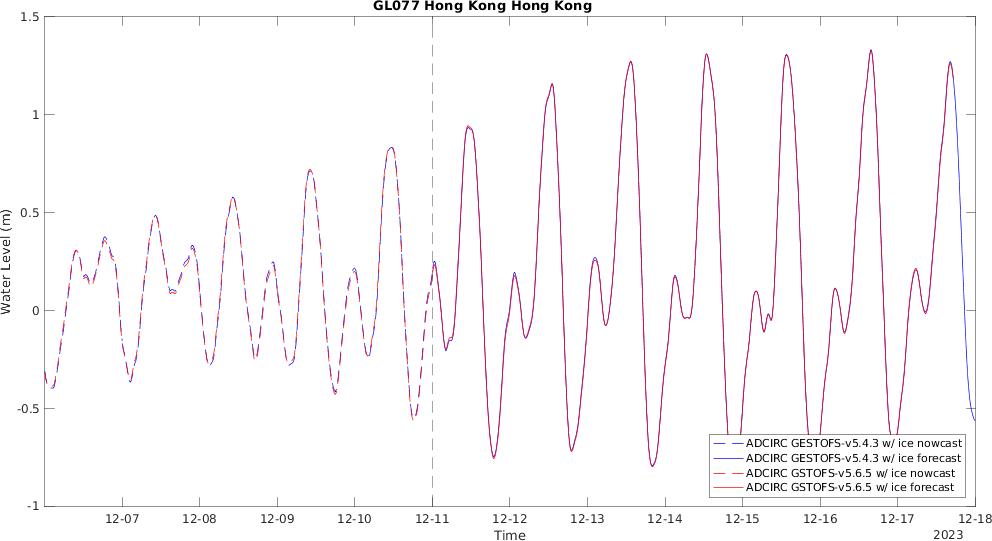 GL077 Hong Kong Hong Kong
1.5
1
0.5
0
-0.5
-1
Water Level (m)
12-07 12-08 12-09 12-10 12-11 12-12 12-13 12-14 12-15 12-16 12-17 12-18
Time
2023
ADCIRC GESTOFS-v5.4.3 w/ ice nowcast
ADCIRC GESTOFS-v5.4.3 w/ ice forecast
ADCIRC GSTOFS-v5.6.5 w/ ice nowcast
ADCIRC GSTOFS-v5.6.5 w/ ice forecast